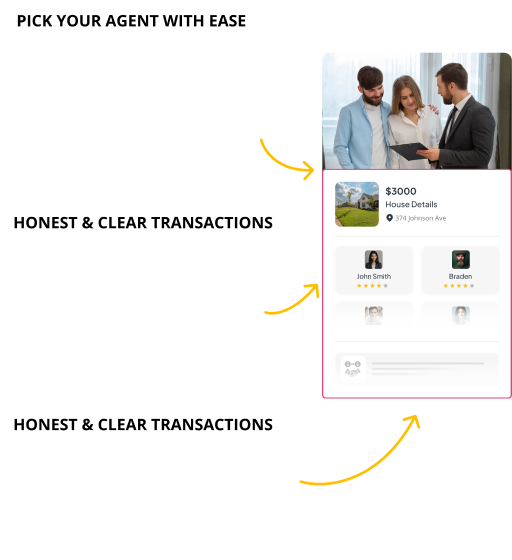 PICK YOUR AGENT WITH EASE
$3000
House Details
374 Johnson Ave
HONEST & CLEAR TRANSACTIONS
John Smith
Braden
HONEST & CLEAR TRANSACTIONS